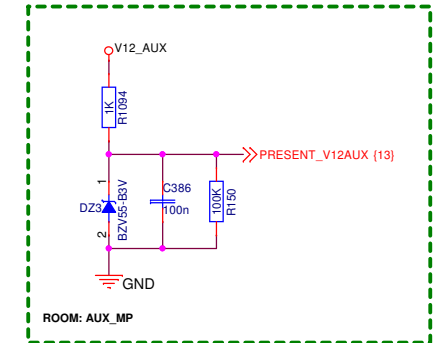 V12_AUX
1K
R1094
PRESENT_V12AUX {13}
1
DZ3
2
BZV55-B3V
C386
100n
100K
R150
GND
ROOM: AUX_MP